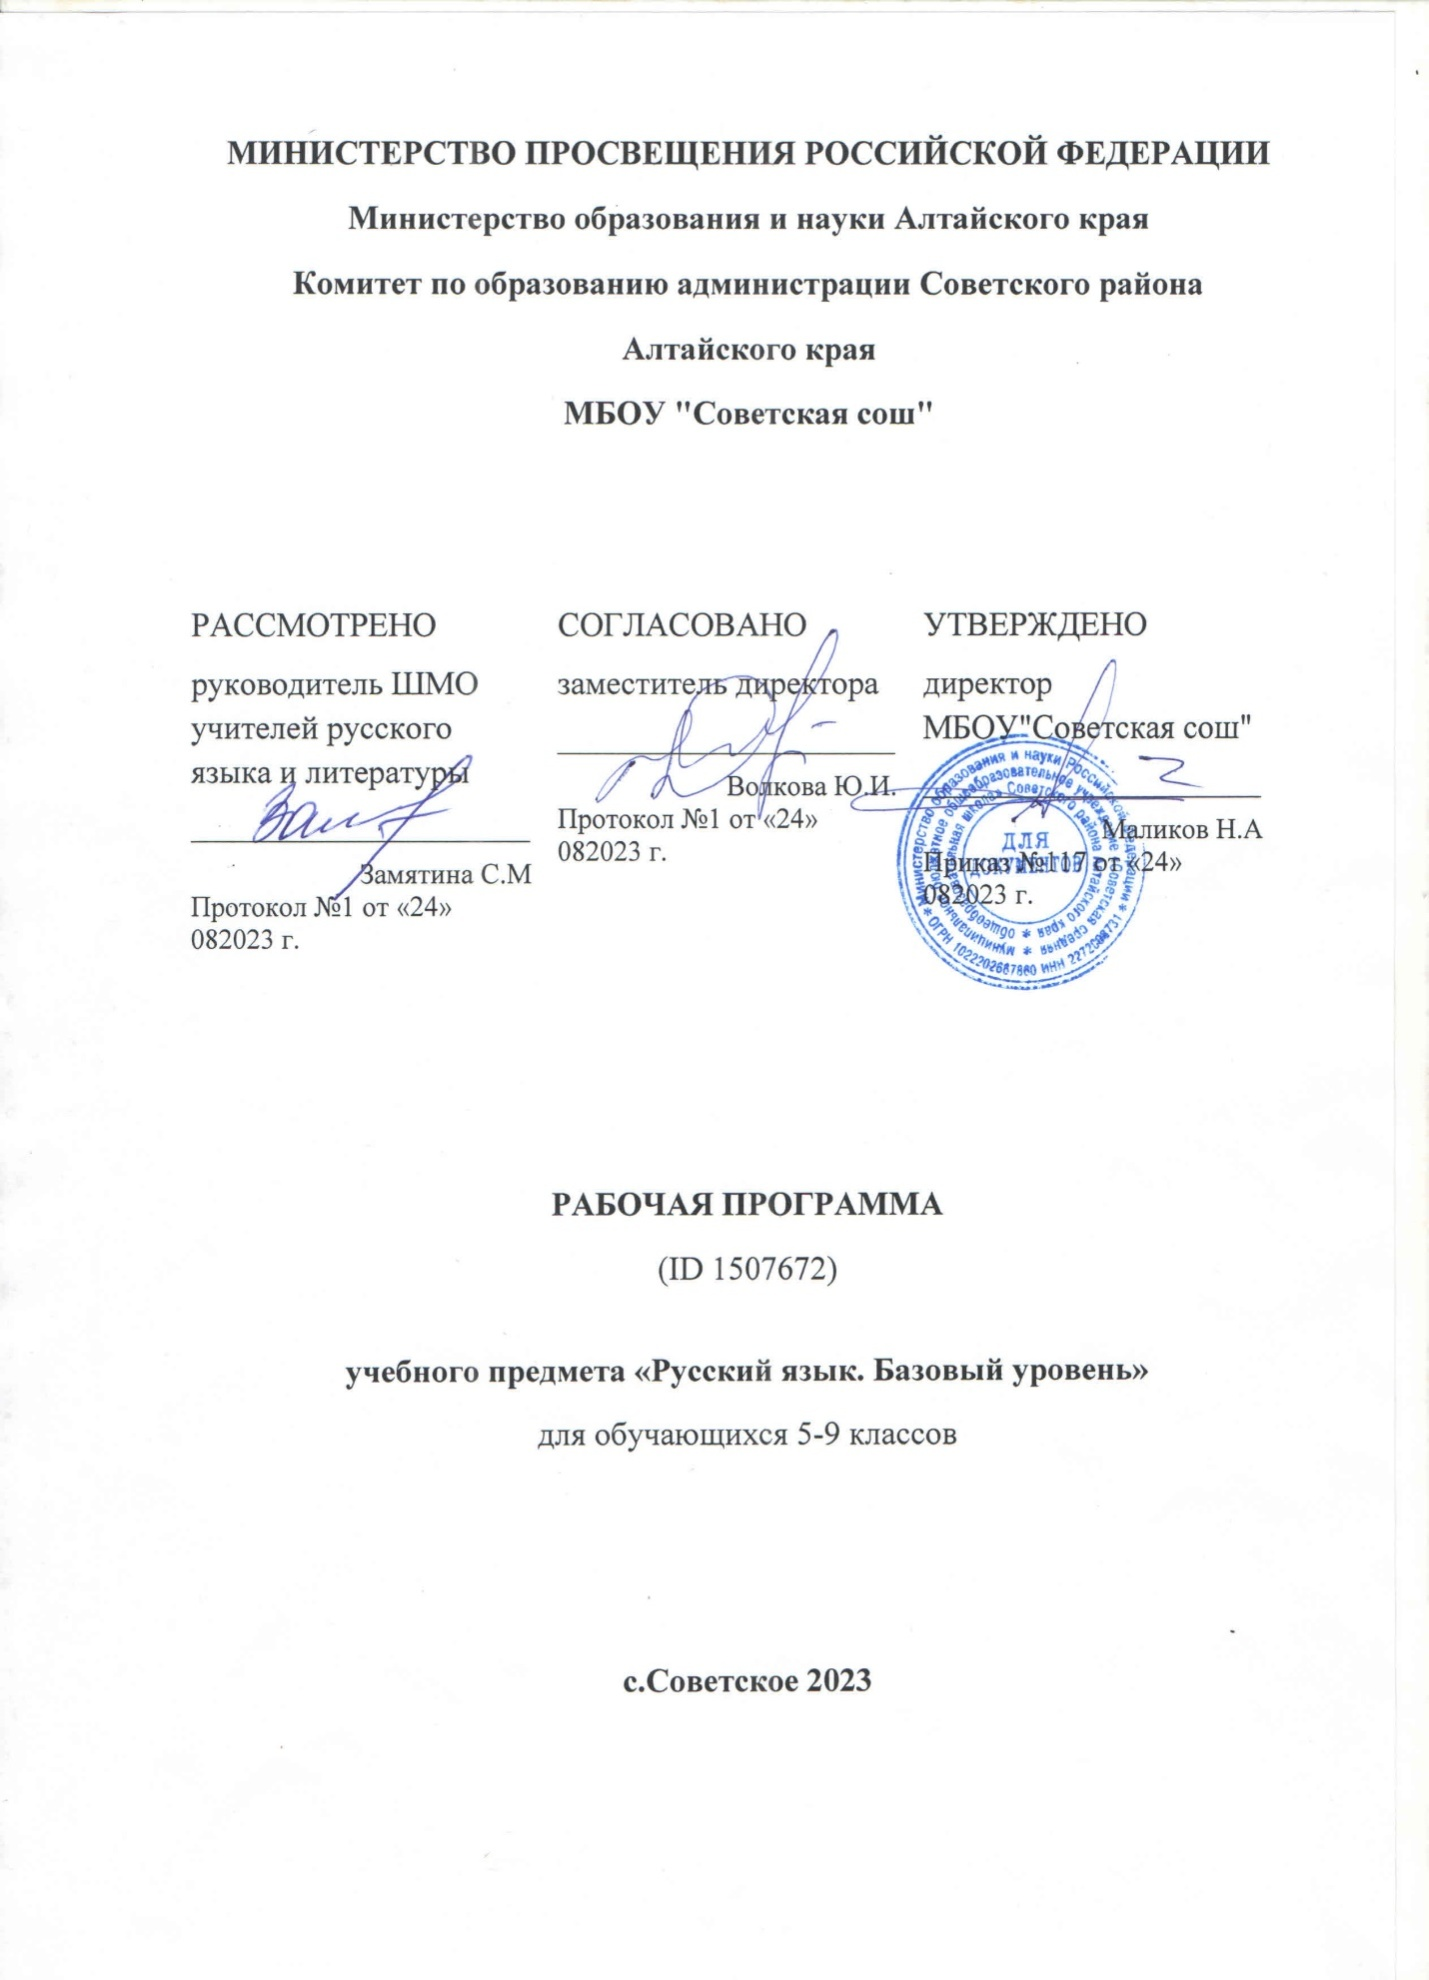 МИНИСТЕРСТВО ПРОСВЕЩЕНИЯ РОССИЙСКОЙ ФЕДЕРАЦИИ
Министерство образования и науки Алтайского края
Комитет по образованию администрации Советского района
Алтайского края
МБОУ "Советская сош"
РАССМОТРЕНО
руководитель ШМО
учителей русского
языка и литературы
Замятина С.М
Протокол №1 от «24»
082023 г.
СОГЛАСОВАНО
заместитель директора
Волкова Ю.И.
Протокол №1 от «24»
082023 г.
УТВЕРЖДЕНО
директор
МБОУ"Советская сош"
Маликов Н.А
Приказ №117 от «24»
082023 г.
ДЛЯ
ДОКУМЕНТОВ
РАБОЧАЯ ПРОГРАММА
(ID 1507672)
учебного предмета «Русский язык. Базовый уровень»
для обучающихся 5-9 классов
с.Советское 2023